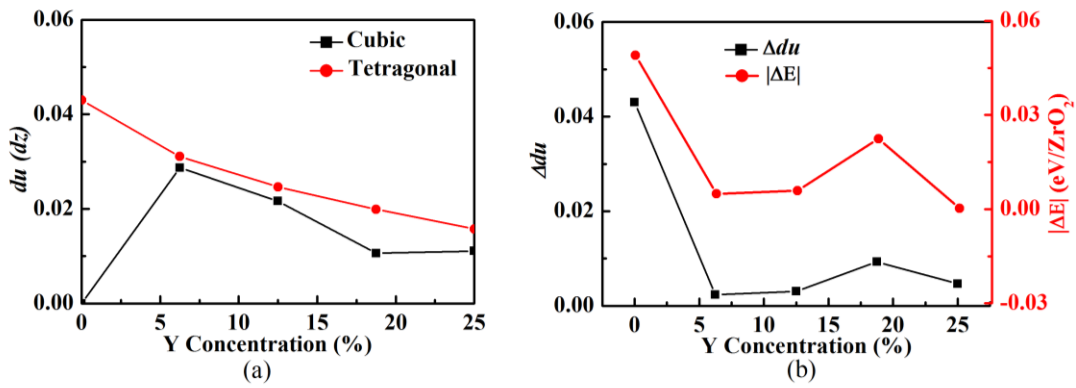 0.06
0.04
0.02
0.00
du (dz)
Cubic
Tetragonal
0 5 10 15 20 25
Y Concentration (%)
(a)
0.06
0.04
0.02
0.00
Δdu
Δdu
|ΔE|
0.06
0.03
0.00
-0.03
|ΔE| (eV/ZrO₂)
0 5 10 15 20 25
Y Concentration (%)
(b)